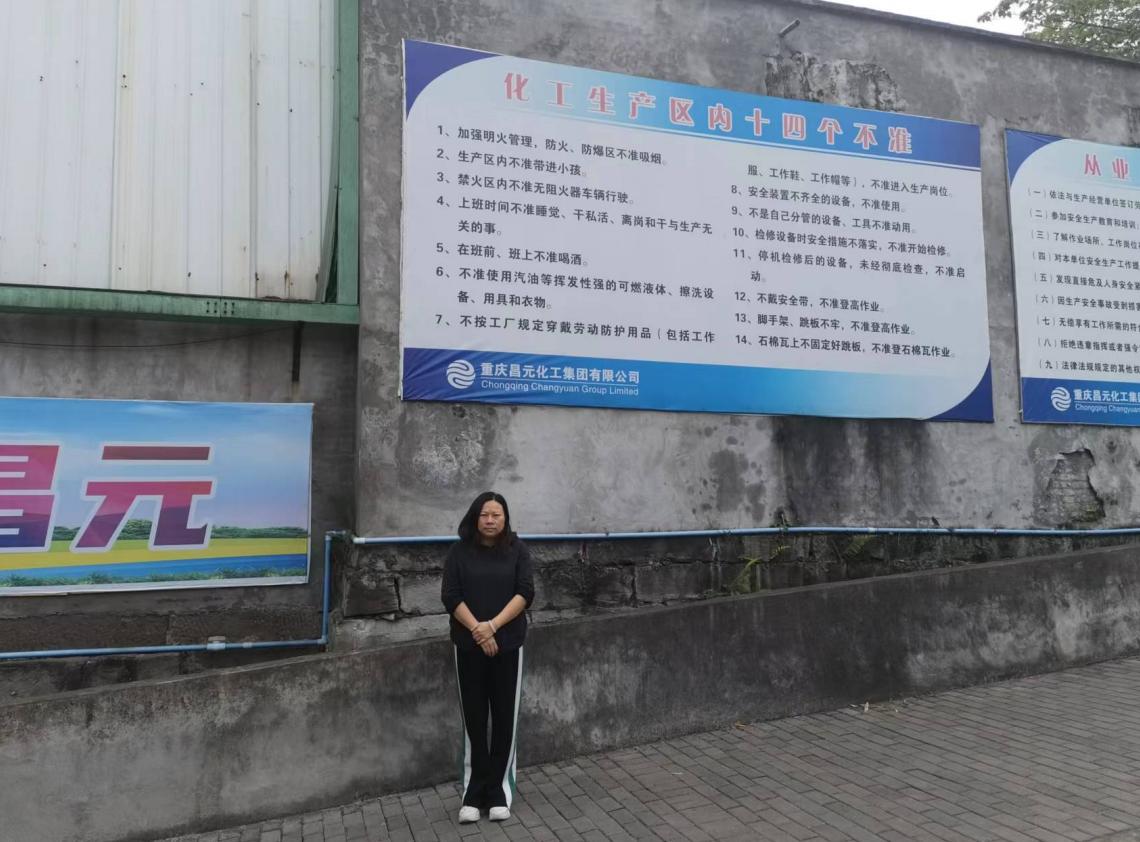 化工生产区内十四个不准
1、加强明火管理，防火、防爆区不准吸烟。
2、生产区内不准带进小孩。
3、禁火区内不准无阻火器车辆行驶。
4、上班时间不准睡觉、干私活、离岗和干与生产无
关的事。
5、在班前、班上不准喝酒。
6、不准使用汽油等挥发性强的可燃液体、擦洗设
备、用具和衣物。
7、不按工厂规定穿戴劳动防护用品（包括工作
服、工作鞋、工作帽等），不准进入生产岗位。
8、安全装置不齐全的设备，不准使用。
9、不是自己分管的设备、工具不准动用。
10、检修设备时安全措施不落实，不准开始检修。
11、停机检修后的设备，未经彻底检查，不准启
动。
12、不戴安全带，不准登高作业。
13、脚手架、跳板不牢，不准登高作业。
14、石棉瓦上不固定好跳板，不准登石棉瓦作业。
重庆昌元化工集团有限公司
Chongqing Changyuan Group Limited
从业
（一）依法与生产经营单位签订劳
（二）参加安全生产教育和培训
（三）了解作业场所、工作岗位
（四）对本单位安全生产工作提
（五）发现直接危及人身安全紧
（六）因生产安全事故受到损害
（七）无偿享有工作所需的特
（八）拒绝违章指挥或者强令
（九）法律法规规定的其他权
重庆昌元化工集
Chongqing Changyuan
昌元